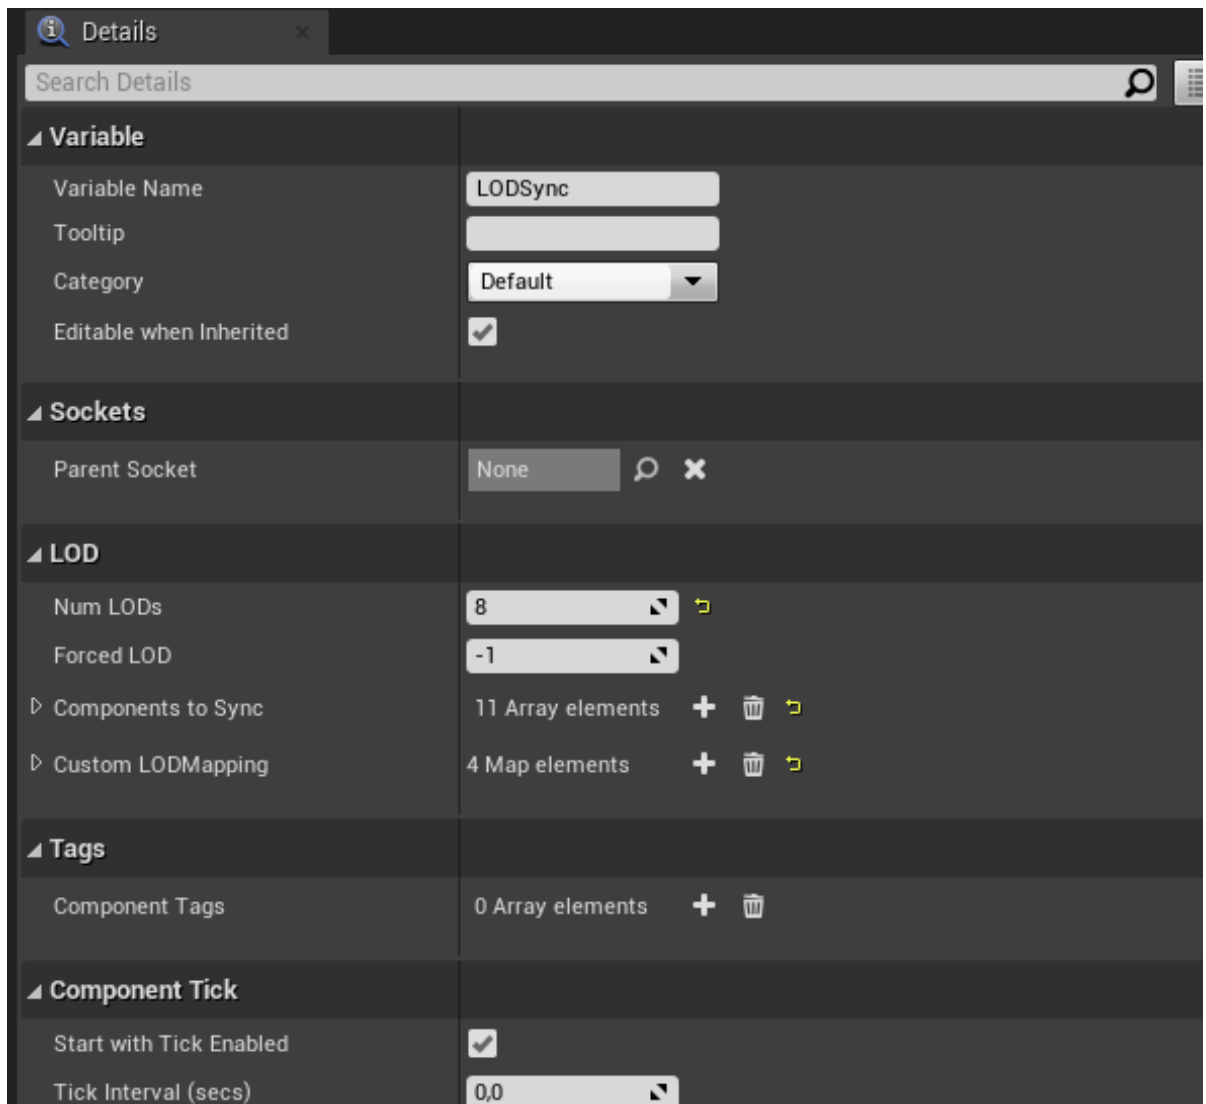 Details
Search Details
Variable
Variable Name LODSync
Tooltip
Category Default
Editable when Inherited
Sockets
Parent Socket None
LOD
Num LODs 8
Forced LOD -1
Components to Sync 11 Array elements
Custom LODMapping 4 Map elements
Tags
Component Tags 0 Array elements
Component Tick
Start with Tick Enabled
Tick Interval (secs) 0,0